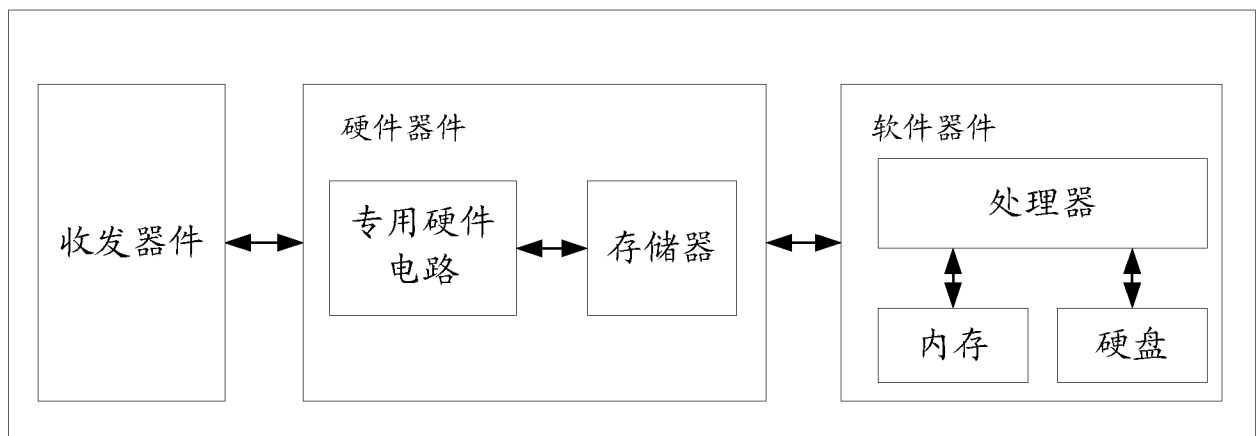 收发器件
硬件器件
专用硬件
电路
存储器
软件器件
处理器
内存
硬盘